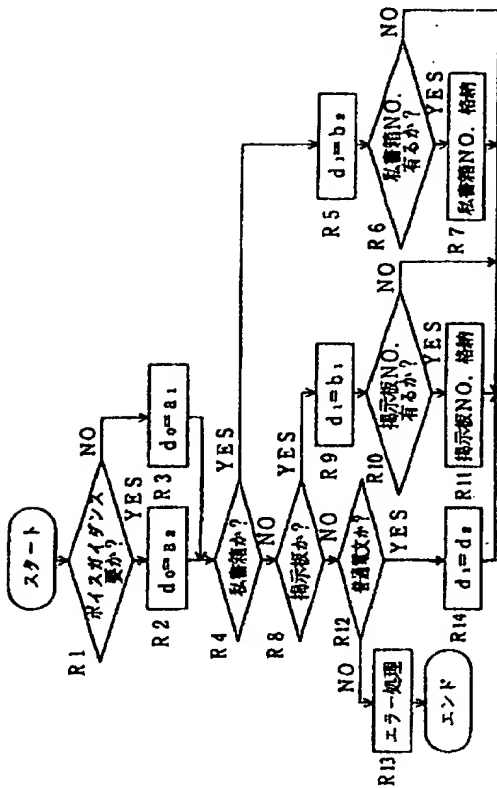 スタート
R1
ボイスガイダンス
要か?
NO
YES
R2
d₀=a₂
R3
d₀=a₁
R4
私書箱か?
YES
NO
R5
d₁=b₂
R6
私書箱NO.
有るか?
NO
YES
R7
私書箱NO. 格納
R8
掲示板か?
YES
NO
R9
d₁=b₁
R10
掲示板NO.
有るか?
NO
YES
R11
掲示板NO. 格納
R12
普通電文か?
NO
YES
R13
エラー処理
エンド
R14
d₁=d₂